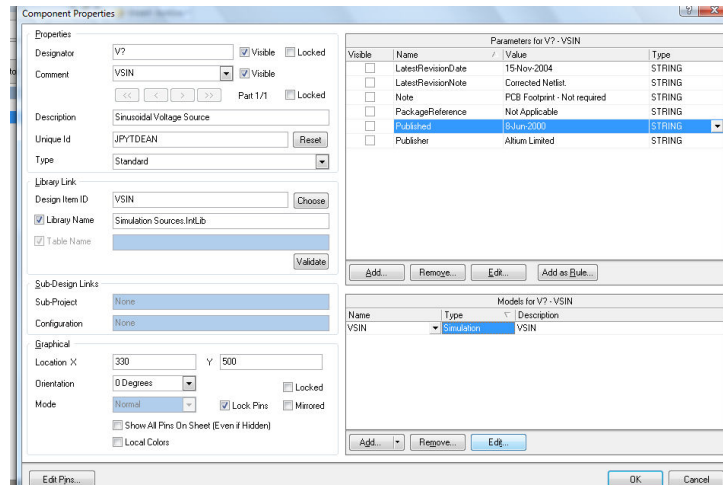 Component Properties
Properties
Designator V? Visible Locked
Comment VSIN Visible
<< < > >> Part 1/1 Locked
Description Sinusoidal Voltage Source
Unique Id JPYTDEAN Reset
Type Standard
Library Link
Design Item ID VSIN Choose
Library Name Simulation Sources.IntLib
Table Name
Validate
Sub-Design Links
Sub-Project None
Configuration None
Graphical
Location X 330 Y 500
Orientation 0 Degrees Locked
Mode Normal Lock Pins Mirrored
Show All Pins On Sheet (Even if Hidden)
Local Colors
Edit Pins...
Parameters for V? - VSIN
Visible Name / Value Type
LatestRevisionDate 15-Nov-2004 STRING
LatestRevisionNote Corrected Netlist. STRING
Note PCB Footprint - Not required STRING
PackageReference Not Applicable STRING
Published 8-Jun-2000 STRING
Publisher Altium Limited STRING
Add... Remove... Edit... Add as Rule...
Models for V? - VSIN
Name Type Description
VSIN Simulation VSIN
Add... Remove... Edit...
OK Cancel